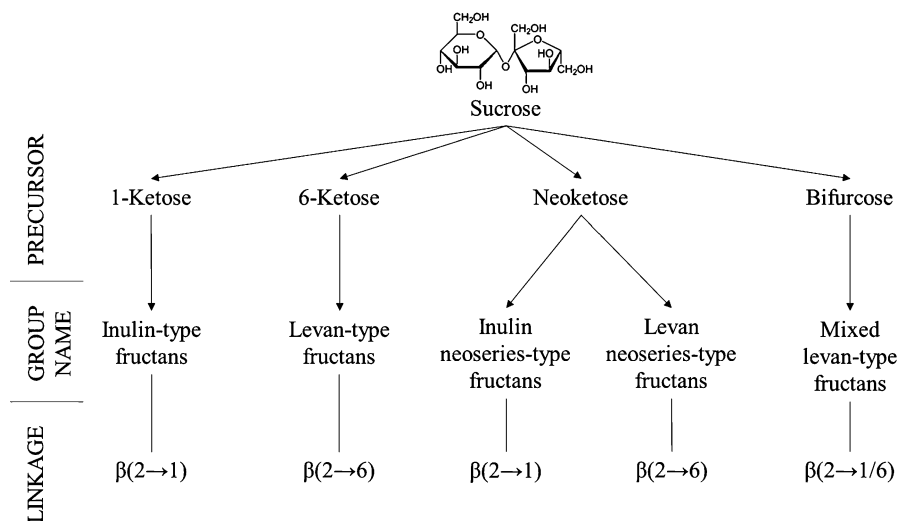 CH₂OH
O
OH
OH
OH
O
CH₂OH
O
HO
CH₂OH
OH
Sucrose
PRECURSOR
1-Ketose
6-Ketose
Neoketose
Bifurcose
GROUP
NAME
Inulin-type
fructans
Levan-type
fructans
Inulin
neoseries-type
fructans
Levan
neoseries-type
fructans
Mixed
levan-type
fructans
LINKAGE
β(2→1)
β(2→6)
β(2→1)
β(2→6)
β(2→1/6)